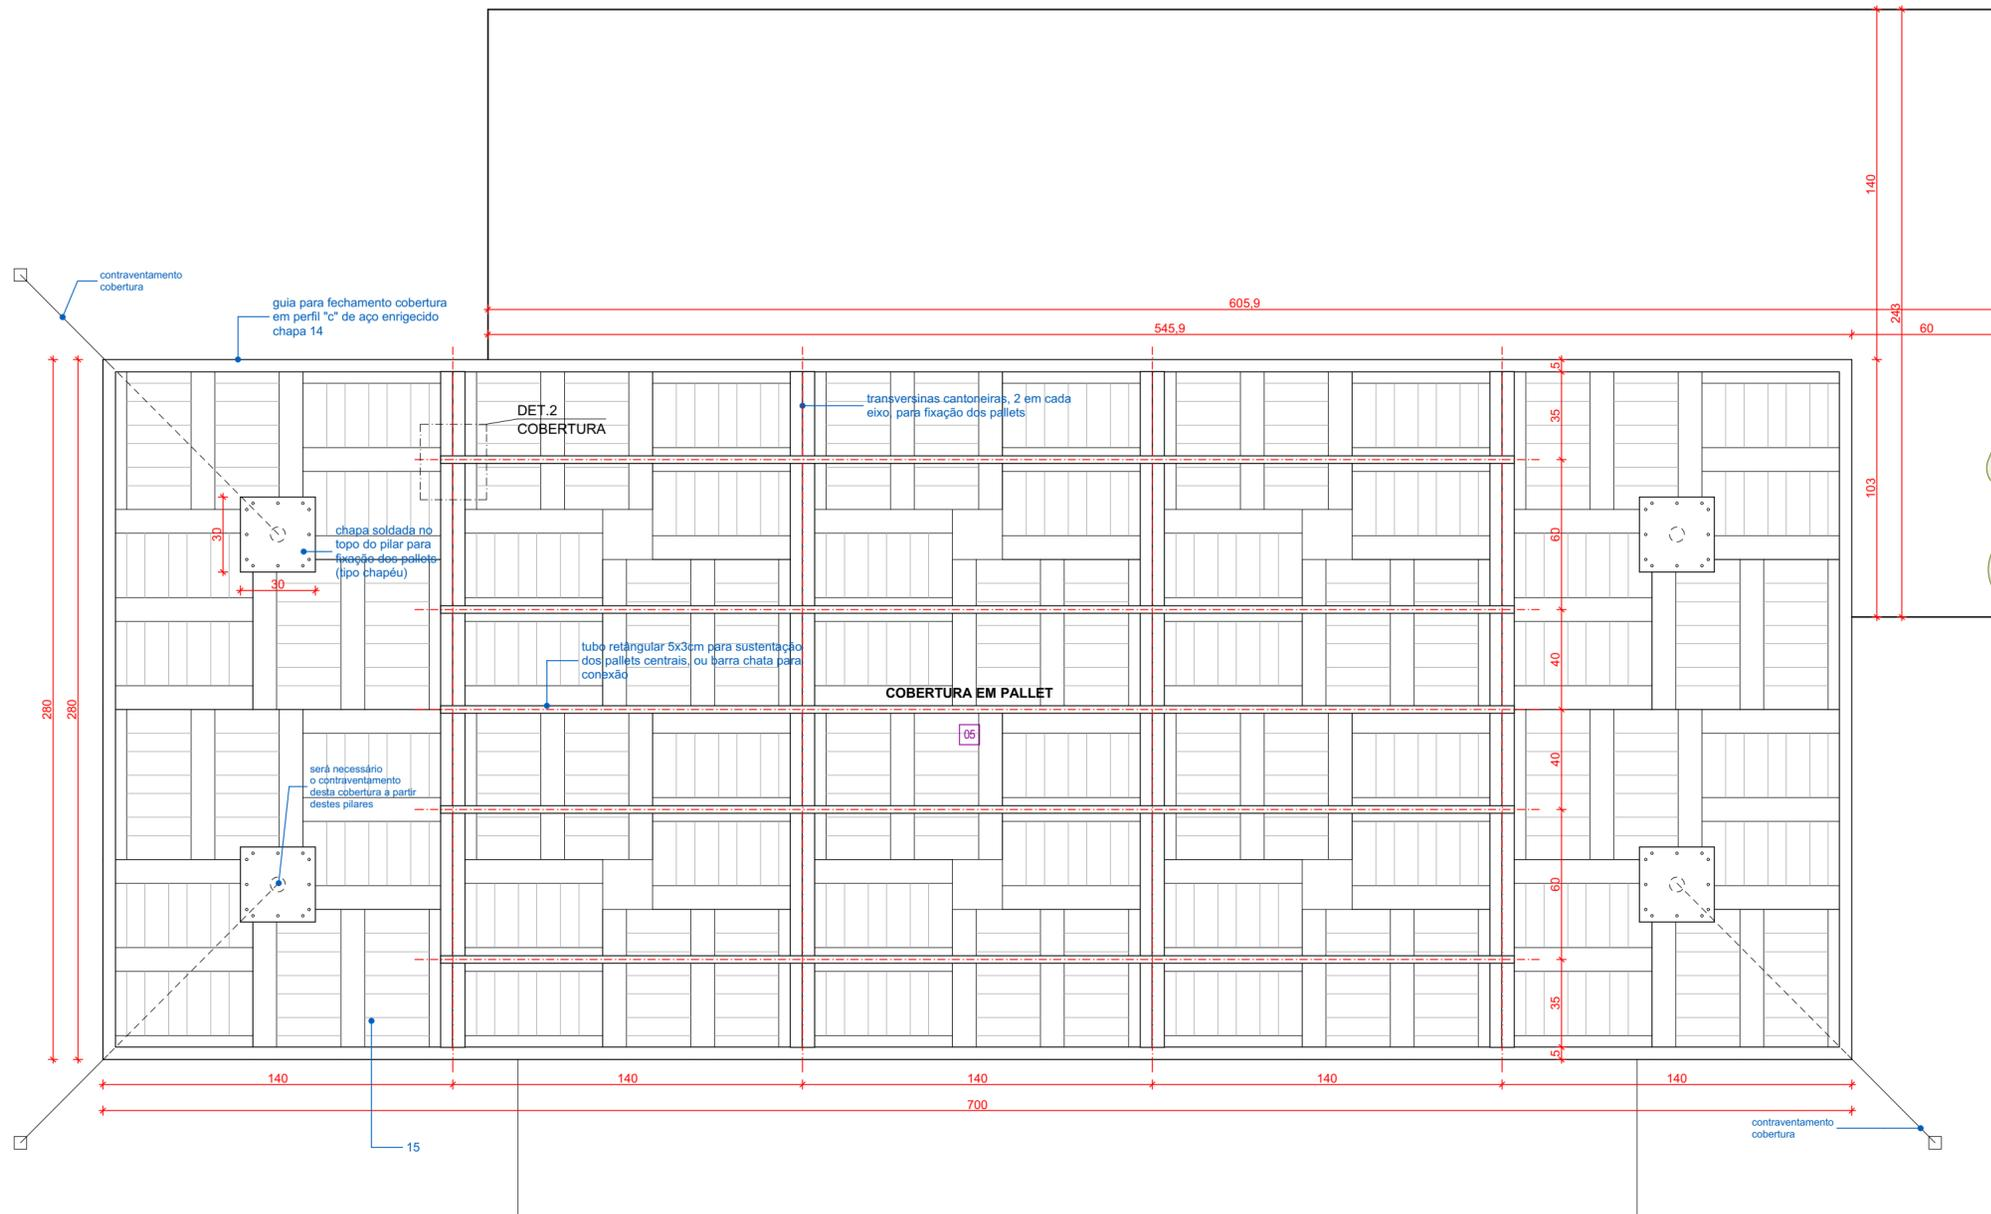 140
243
contraventamento
cobertura
guia para fechamento cobertura
em perfil "c" de aço enrigecido
chapa 14
605,9
545,9
60
5
transversinas cantoneiras, 2 em cada
eixo, para fixação dos pallets
DET.2
COBERTURA
35
103
30
chapa soldada no
topo do pilar para
fixação dos pallets
(tipo chapéu)
30
60
tubo retângular 5x3cm para sustentação
dos pallets centrais, ou barra chata para
conexão
40
280
280
COBERTURA EM PALLET
05
40
será necessário
o contraventamento
desta cobertura a partir
destes pilares
60
35
5
140
140
140
140
140
700
15
contraventamento
cobertura